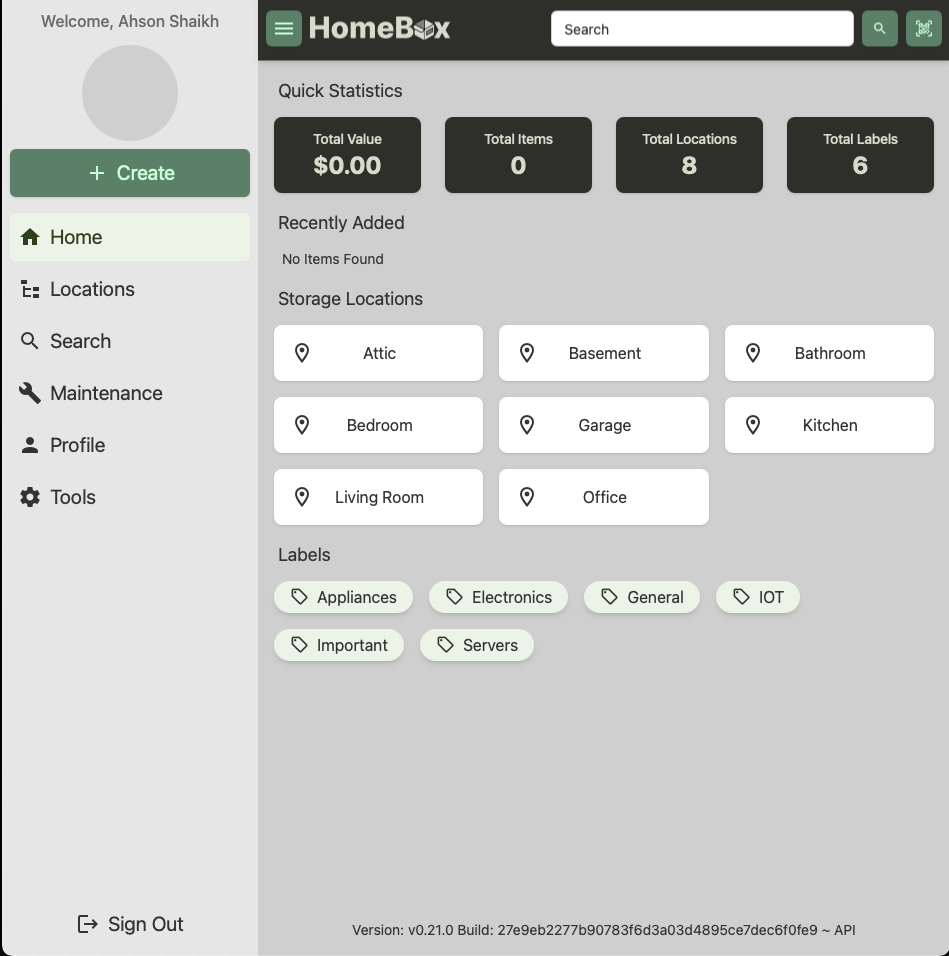 Welcome, Ahson Shaikh
Create
Home
Locations
Search
Maintenance
Profile
Tools
Sign Out
HomeBox
Search
Quick Statistics
Total Value
$0.00
Total Items
0
Total Locations
8
Total Labels
6
Recently Added
No Items Found
Storage Locations
Attic
Basement
Bathroom
Bedroom
Garage
Kitchen
Living Room
Office
Labels
Appliances
Electronics
General
IOT
Important
Servers
Version: v0.21.0 Build: 27e9eb2277b90783f6d3a03d4895ce7dec6f0fe9 ~ API